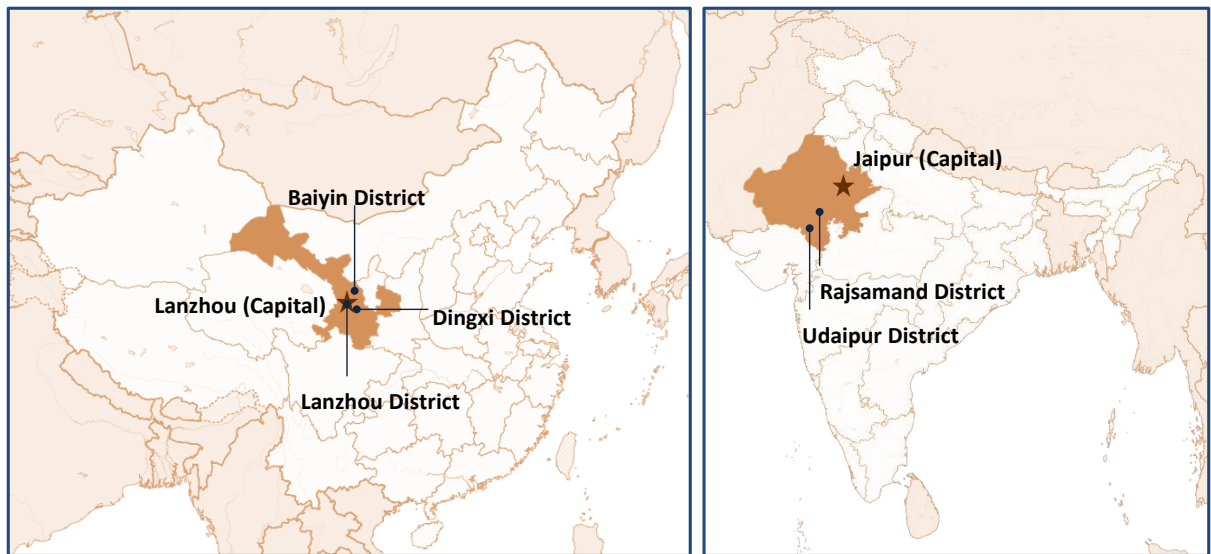 Baiyin District
Lanzhou (Capital)
Dingxi District
Lanzhou District
Jaipur (Capital)
Rajsamand District
Udaipur District